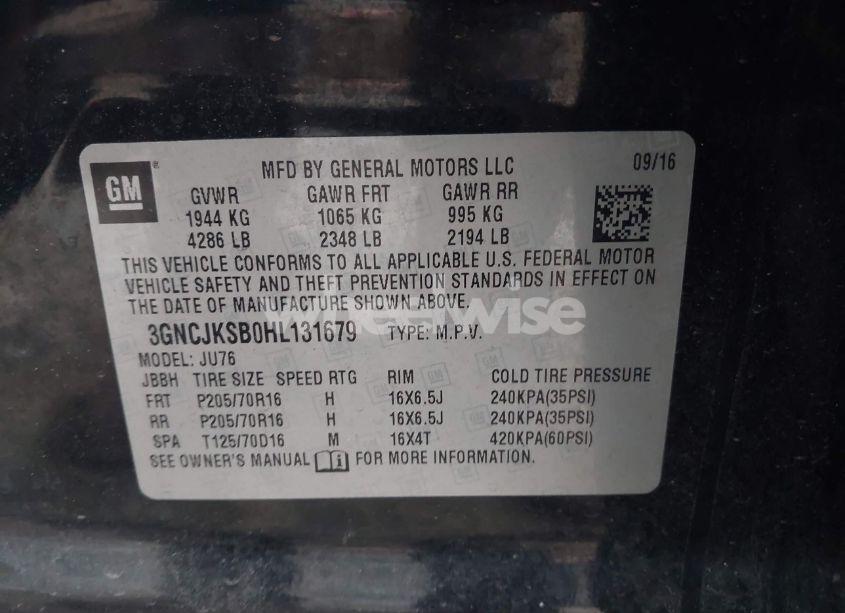 GM
MFD BY GENERAL MOTORS LLC 09/16
GVWR GAWR FRT GAWR RR
1944 KG 1065 KG 995 KG
4286 LB 2348 LB 2194 LB
THIS VEHICLE CONFORMS TO ALL APPLICABLE U.S. FEDERAL MOTOR
VEHICLE SAFETY AND THEFT PREVENTION STANDARDS IN EFFECT ON
THE DATE OF MANUFACTURE SHOWN ABOVE.
wheelwise
3GNCJKSB0HL131679 TYPE: M.P.V.
MODEL: JU76
JBBH TIRE SIZE SPEED RTG RIM COLD TIRE PRESSURE
FRT P205/70R16 H 16X6.5J 240KPA(35PSI)
RR P205/70R16 H 16X6.5J 240KPA(35PSI)
SPA T125/70D16 M 16X4T 420KPA(60PSI)
SEE OWNER'S MANUAL i FOR MORE INFORMATION.